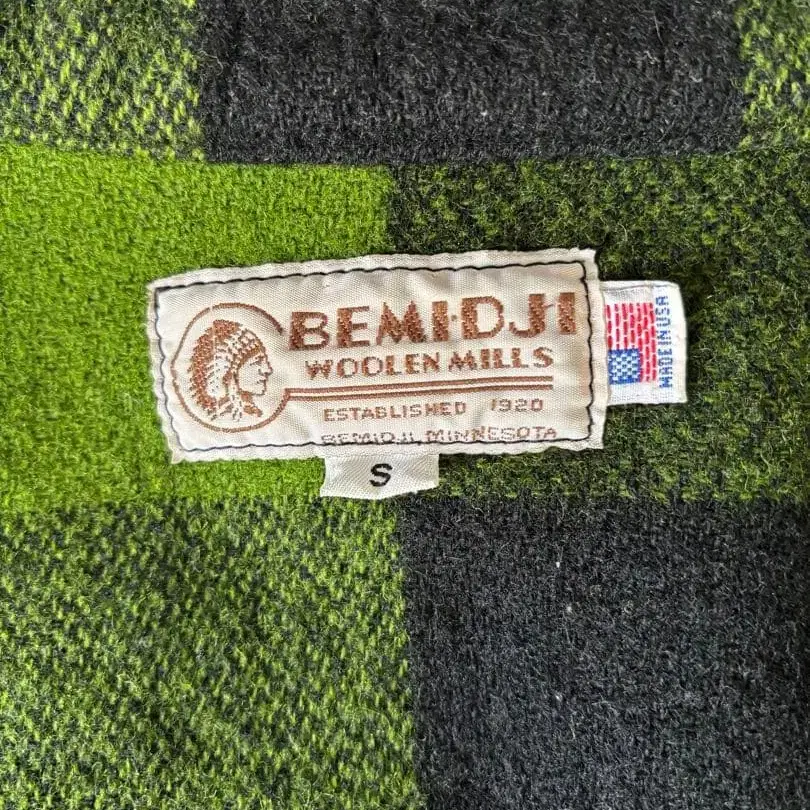 BEMIDJI
WOOLEN MILLS
ESTABLISHED 1920
BEMIDJI, MINNESOTA
S
MADE IN USA